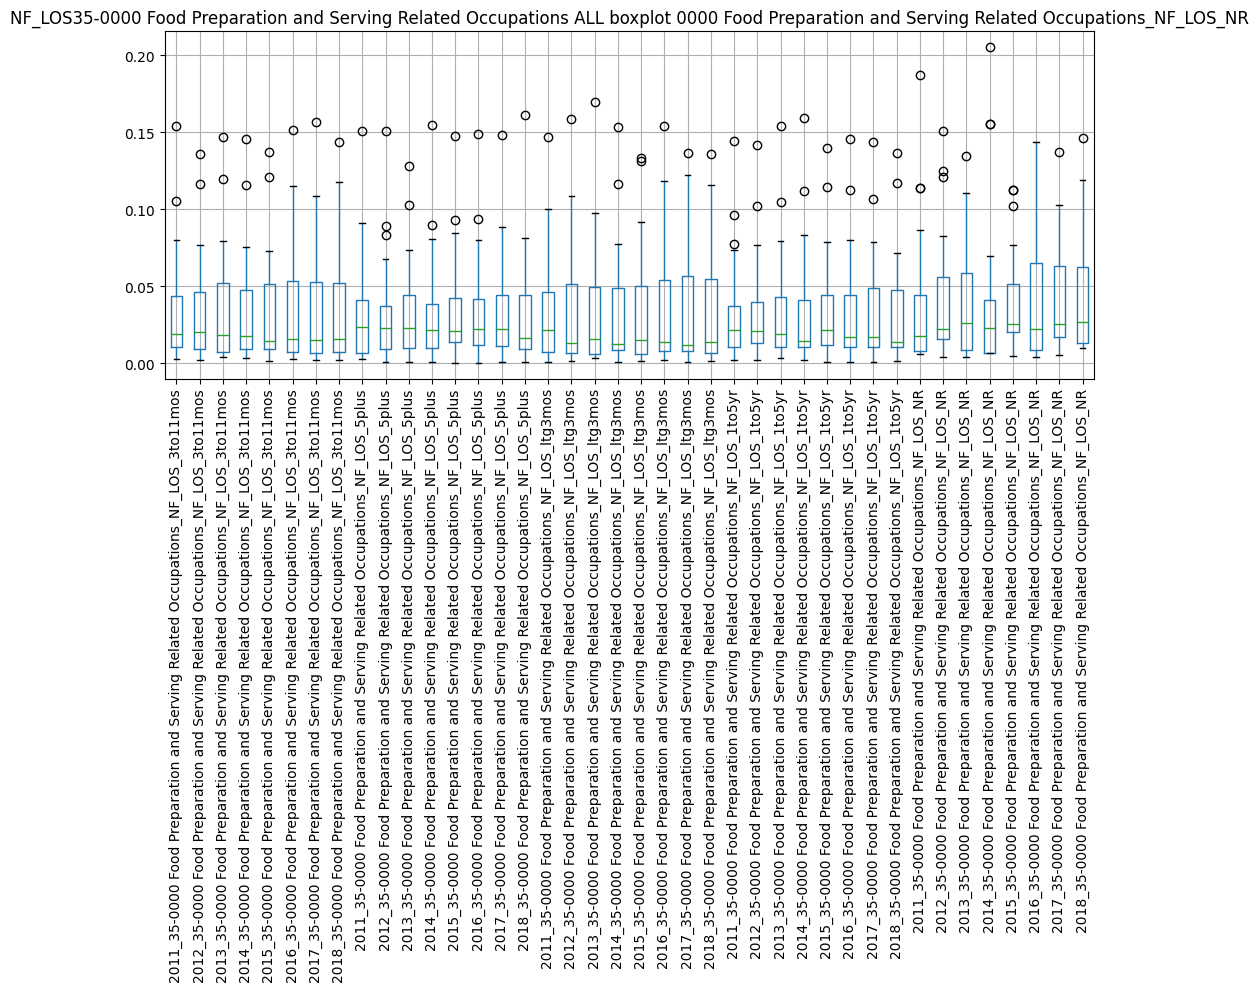 NF_LOS35-0000 Food Preparation and Serving Related Occupations ALL boxplot 0000 Food Preparation and Serving Related Occupations_NF_LOS_NR
0.20
0.15
0.10
0.05
0.00
2011_35-0000 Food Preparation and Serving Related Occupations_NF_LOS_3to11mos
2012_35-0000 Food Preparation and Serving Related Occupations_NF_LOS_3to11mos
2013_35-0000 Food Preparation and Serving Related Occupations_NF_LOS_3to11mos
2014_35-0000 Food Preparation and Serving Related Occupations_NF_LOS_3to11mos
2015_35-0000 Food Preparation and Serving Related Occupations_NF_LOS_3to11mos
2016_35-0000 Food Preparation and Serving Related Occupations_NF_LOS_3to11mos
2017_35-0000 Food Preparation and Serving Related Occupations_NF_LOS_3to11mos
2018_35-0000 Food Preparation and Serving Related Occupations_NF_LOS_3to11mos
2011_35-0000 Food Preparation and Serving Related Occupations_NF_LOS_5plus
2012_35-0000 Food Preparation and Serving Related Occupations_NF_LOS_5plus
2013_35-0000 Food Preparation and Serving Related Occupations_NF_LOS_5plus
2014_35-0000 Food Preparation and Serving Related Occupations_NF_LOS_5plus
2015_35-0000 Food Preparation and Serving Related Occupations_NF_LOS_5plus
2016_35-0000 Food Preparation and Serving Related Occupations_NF_LOS_5plus
2017_35-0000 Food Preparation and Serving Related Occupations_NF_LOS_5plus
2018_35-0000 Food Preparation and Serving Related Occupations_NF_LOS_5plus
2011_35-0000 Food Preparation and Serving Related Occupations_NF_LOS_ltg3mos
2012_35-0000 Food Preparation and Serving Related Occupations_NF_LOS_ltg3mos
2013_35-0000 Food Preparation and Serving Related Occupations_NF_LOS_ltg3mos
2014_35-0000 Food Preparation and Serving Related Occupations_NF_LOS_ltg3mos
2015_35-0000 Food Preparation and Serving Related Occupations_NF_LOS_ltg3mos
2016_35-0000 Food Preparation and Serving Related Occupations_NF_LOS_ltg3mos
2017_35-0000 Food Preparation and Serving Related Occupations_NF_LOS_ltg3mos
2018_35-0000 Food Preparation and Serving Related Occupations_NF_LOS_ltg3mos
2011_35-0000 Food Preparation and Serving Related Occupations_NF_LOS_1to5yr
2012_35-0000 Food Preparation and Serving Related Occupations_NF_LOS_1to5yr
2013_35-0000 Food Preparation and Serving Related Occupations_NF_LOS_1to5yr
2014_35-0000 Food Preparation and Serving Related Occupations_NF_LOS_1to5yr
2015_35-0000 Food Preparation and Serving Related Occupations_NF_LOS_1to5yr
2016_35-0000 Food Preparation and Serving Related Occupations_NF_LOS_1to5yr
2017_35-0000 Food Preparation and Serving Related Occupations_NF_LOS_1to5yr
2018_35-0000 Food Preparation and Serving Related Occupations_NF_LOS_1to5yr
2011_35-0000 Food Preparation and Serving Related Occupations_NF_LOS_NR
2012_35-0000 Food Preparation and Serving Related Occupations_NF_LOS_NR
2013_35-0000 Food Preparation and Serving Related Occupations_NF_LOS_NR
2014_35-0000 Food Preparation and Serving Related Occupations_NF_LOS_NR
2015_35-0000 Food Preparation and Serving Related Occupations_NF_LOS_NR
2016_35-0000 Food Preparation and Serving Related Occupations_NF_LOS_NR
2017_35-0000 Food Preparation and Serving Related Occupations_NF_LOS_NR
2018_35-0000 Food Preparation and Serving Related Occupations_NF_LOS_NR